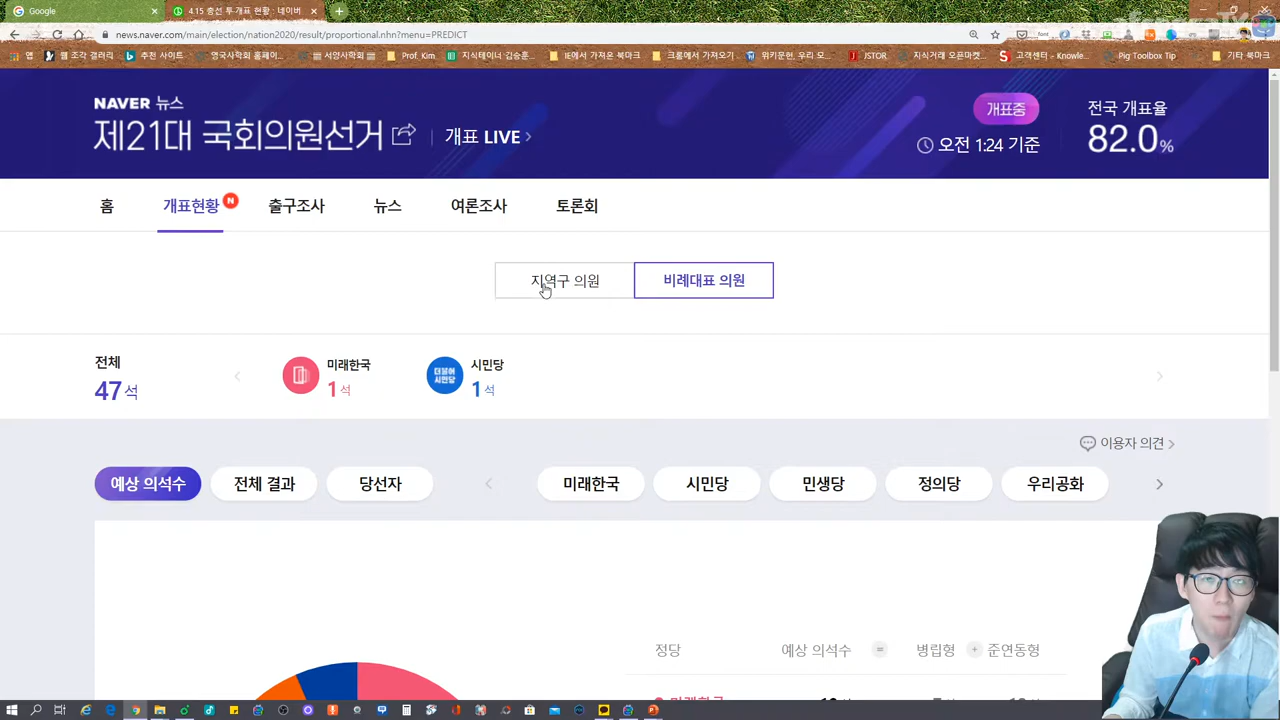 Google
4.15 총선 투·개표 현황 : 네이버
news.naver.com/main/election/nation2020/result/proportional.nhn?menu=PREDICT
앱
웹 조각 갤러리
추천 사이트
영국사학회 홈페이...
== 서양사학회 ==
Prof. Kim
지식테이너 김승훈...
IE에서 가져온 북마크
크롬에서 가져오기...
위키문헌, 우리 모...
JSTOR
지식거래 오픈마켓...
고객센터 - Knowle...
Pig Toolbox Tip
기타 북마크
NAVER 뉴스
제21대 국회의원선거
개표 LIVE
개표중
오전 1:24 기준
전국 개표율
82.0%
홈
개표현황
N
출구조사
뉴스
여론조사
토론회
지역구 의원
비례대표 의원
전체
47석
미래한국
1석
더불어
시민당
시민당
1석
이용자 의견
예상 의석수
전체 결과
당선자
미래한국
시민당
민생당
정의당
우리공화
정당
예상 의석수
=
병립형
+
준연동형
미래한국